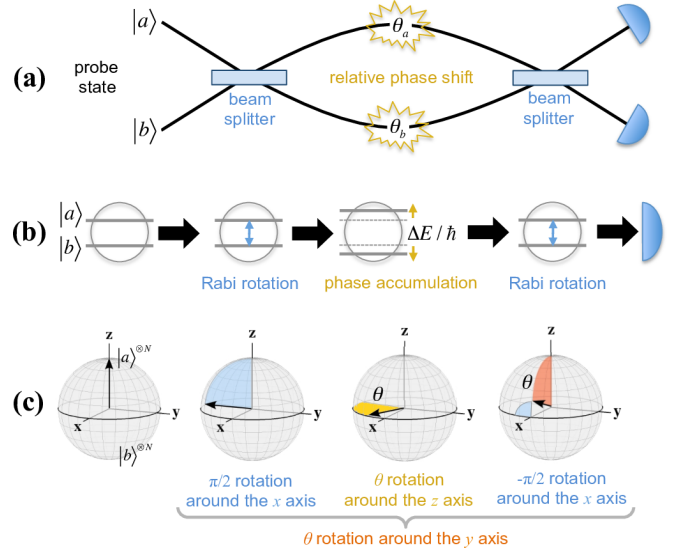 |a⟩
θa
(a)
probe
state
relative phase shift
beam
splitter
beam
splitter
|b⟩
θb
(b)
|a⟩
|b⟩
ΔE / ħ
Rabi rotation
phase accumulation
Rabi rotation
(c)
z
|a⟩⊗N
y
x
|b⟩⊗N
z
y
x
π/2 rotation
around the x axis
z
θ
y
x
θ rotation
around the z axis
z
θ
y
x
-π/2 rotation
around the x axis
θ rotation around the y axis